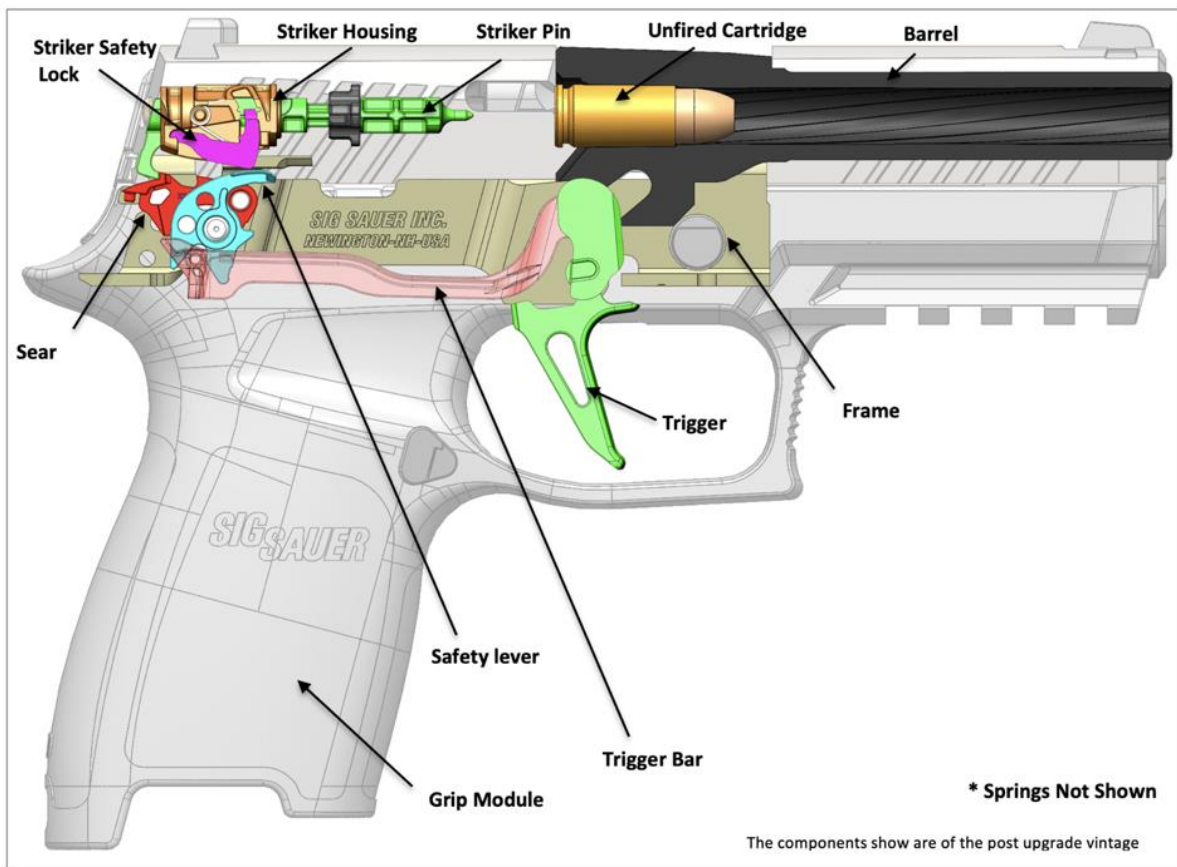 Striker Housing
Striker Pin
Unfired Cartridge
Barrel
Striker Safety
Lock
SIG SAUER INC.
NEWINGTON-NH-USA
Sear
Trigger
Frame
SIG SAUER
Safety lever
Trigger Bar
Grip Module
* Springs Not Shown
The components show are of the post upgrade vintage